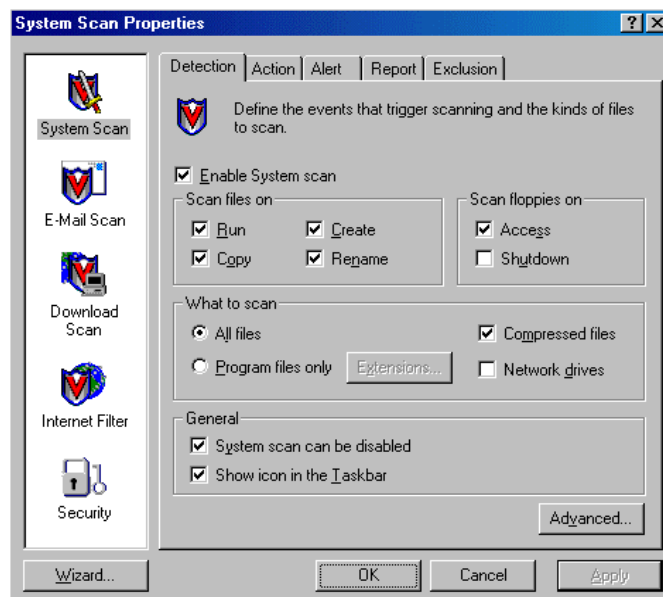 System Scan Properties
Detection Action Alert Report Exclusion
System Scan
E-Mail Scan
Download
Scan
Internet Filter
Security
Define the events that trigger scanning and the kinds of files
to scan.
Enable System scan
Scan files on
Run Create
Copy Rename
Scan floppies on
Access
Shutdown
What to scan
All files Compressed files
Program files only Extensions... Network drives
General
System scan can be disabled
Show icon in the Taskbar
Advanced...
Wizard... OK Cancel Apply